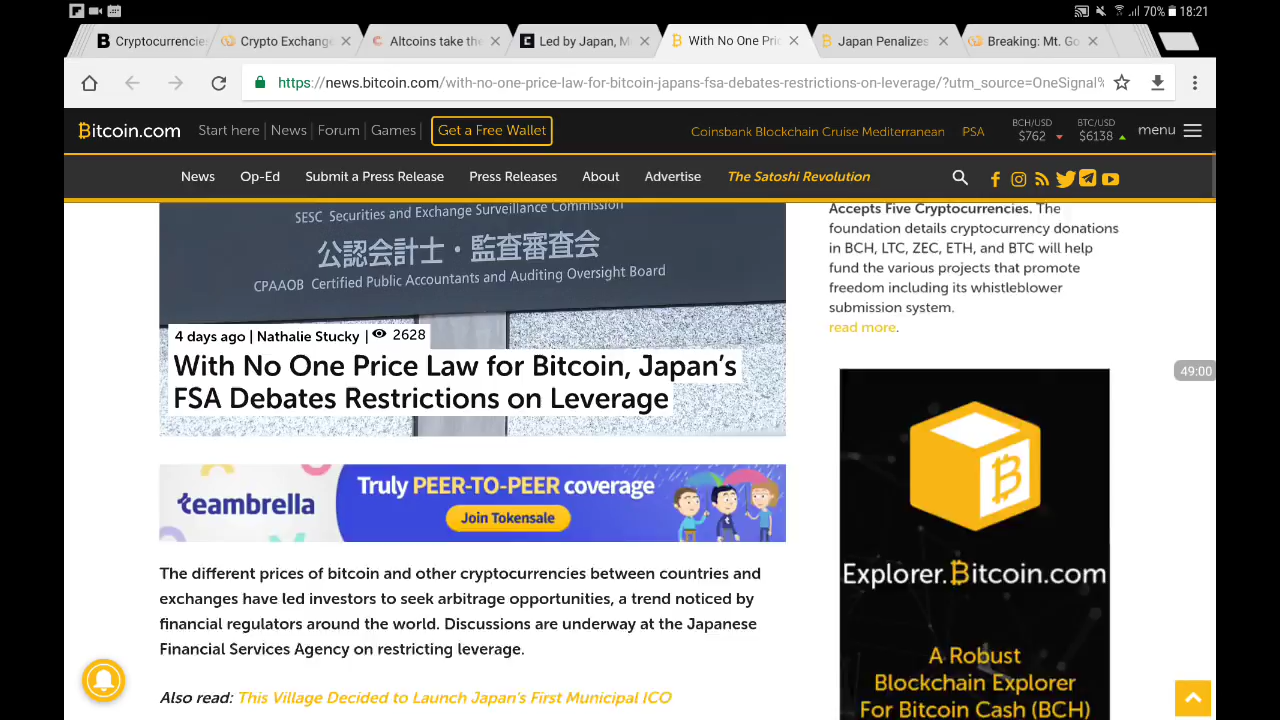 70% 18:21
Cryptocurrencie
Crypto Exchange
Altcoins take the
Led by Japan, M
With No One Pric
Japan Penalizes
Breaking: Mt. Go
https://news.bitcoin.com/with-no-one-price-law-for-bitcoin-japans-fsa-debates-restrictions-on-leverage/?utm_source=OneSignal%
Bitcoin.com
Start here | News | Forum | Games |
Get a Free Wallet
Coinsbank Blockchain Cruise Mediterranean
PSA
BCH/USD
$762
BTC/USD
$6138
menu
News
Op-Ed
Submit a Press Release
Press Releases
About
Advertise
The Satoshi Revolution
SESC Securities and Exchange Surveillance Commission
公認会計士・監査審査会
CPAAOB Certified Public Accountants and Auditing Oversight Board
4 days ago | Nathalie Stucky | 2628
With No One Price Law for Bitcoin, Japan’s
FSA Debates Restrictions on Leverage
teambrella
Truly PEER-TO-PEER coverage
Join Tokensale
The different prices of bitcoin and other cryptocurrencies between countries and
exchanges have led investors to seek arbitrage opportunities, a trend noticed by
financial regulators around the world. Discussions are underway at the Japanese
Financial Services Agency on restricting leverage.
Also read: This Village Decided to Launch Japan’s First Municipal ICO
Accepts Five Cryptocurrencies. The
foundation details cryptocurrency donations
in BCH, LTC, ZEC, ETH, and BTC will help
fund the various projects that promote
freedom including its whistleblower
submission system.
read more.
49:00
Explorer.Bitcoin.com
A Robust
Blockchain Explorer
For Bitcoin Cash (BCH)